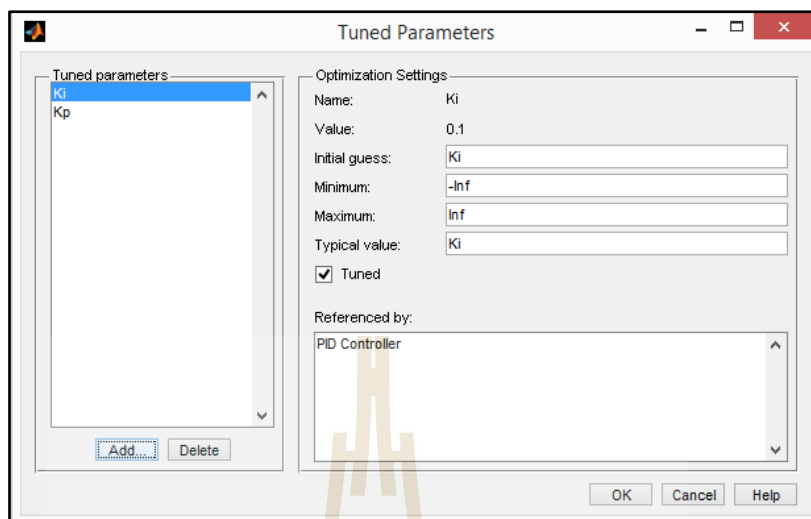 Tuned Parameters
Tuned parameters
Ki
Kp
Add...
Delete
Optimization Settings
Name: Ki
Value: 0.1
Initial guess: Ki
Minimum: -Inf
Maximum: Inf
Typical value: Ki
Tuned
Referenced by:
PID Controller
OK Cancel Help